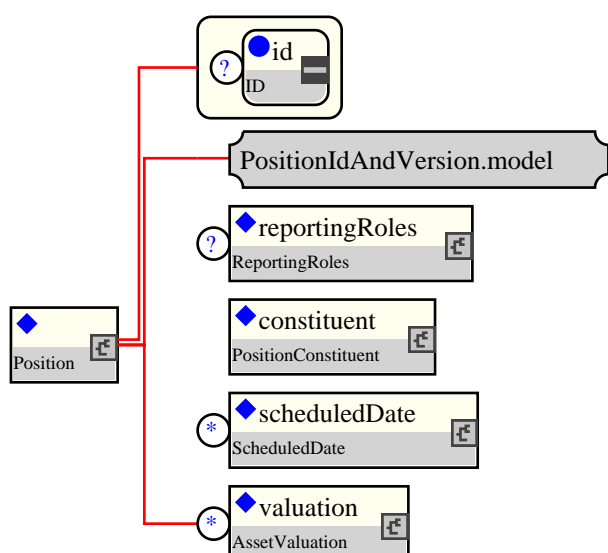 ?
id
ID
PositionIdAndVersion.model
?
reportingRoles
ReportingRoles
Position
constituent
PositionConstituent
*
scheduledDate
ScheduledDate
*
valuation
AssetValuation